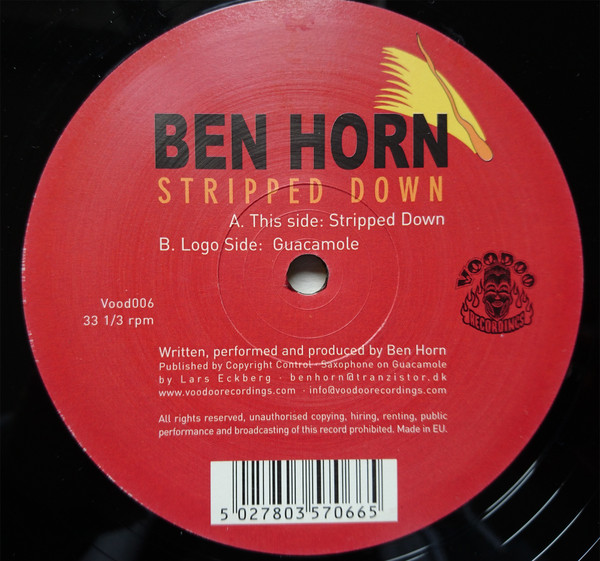 BEN HORN
STRIPPED DOWN
A. This side: Stripped Down
B. Logo Side: Guacamole
VOODOO
RECORDINGS
Vood006
33 1/3 rpm
Written, performed and produced by Ben Horn
Published by Copyright Control · Saxophone on Guacamole
by Lars Eckberg · benhorn@tranzistor.dk
www.voodoorecordings.com · info@voodoorecordings.com
All rights reserved, unauthorised copying, hiring, renting, public
performance and broadcasting of this record prohibited. Made in EU.
5 027803 570665